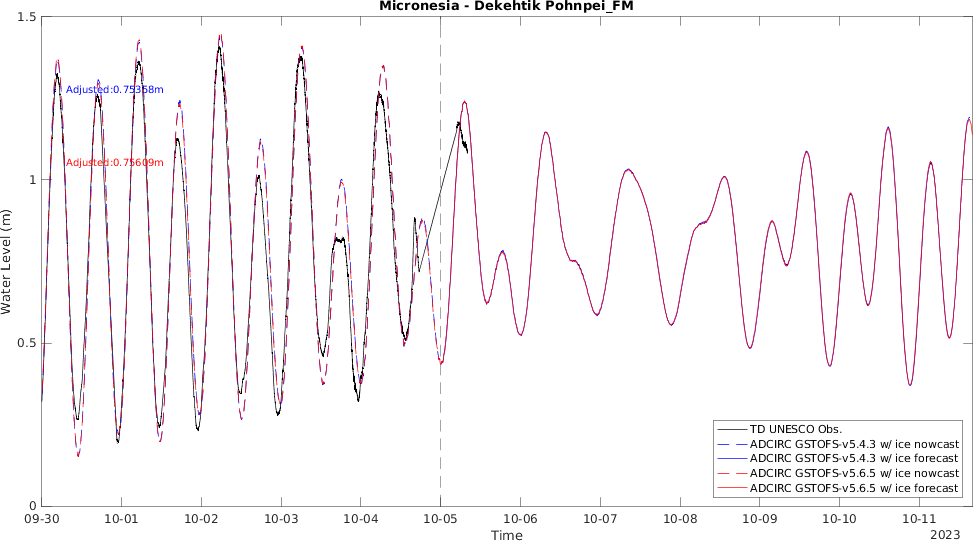 Micronesia - Dekehtik Pohnpei_FM
1.5
1
0.5
0
Water Level (m)
Adjusted:0.75358m
Adjusted:0.75609m
TD UNESCO Obs.
ADCIRC GSTOFS-v5.4.3 w/ ice nowcast
ADCIRC GSTOFS-v5.4.3 w/ ice forecast
ADCIRC GSTOFS-v5.6.5 w/ ice nowcast
ADCIRC GSTOFS-v5.6.5 w/ ice forecast
09-30 10-01 10-02 10-03 10-04 10-05 10-06 10-07 10-08 10-09 10-10 10-11
Time
2023